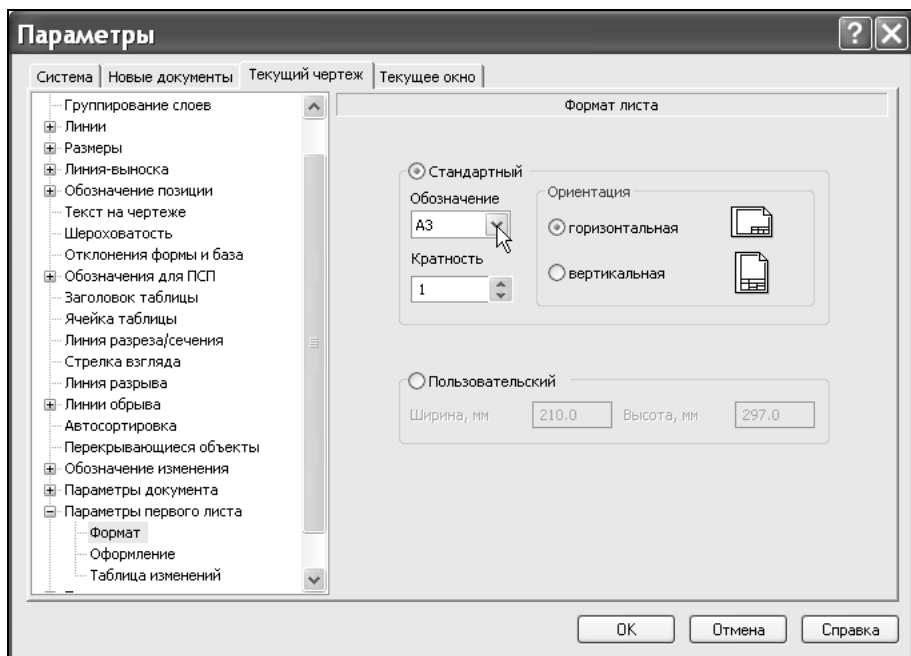 Параметры
Система Новые документы Текущий чертеж Текущее окно
Группирование слоев
Линии
Размеры
Линия-выноска
Обозначение позиции
Текст на чертеже
Шероховатость
Отклонения формы и база
Обозначения для ПСП
Заголовок таблицы
Ячейка таблицы
Линия разреза/сечения
Стрелка взгляда
Линия разрыва
Линии обрыва
Автосортировка
Перекрывающиеся объекты
Обозначение изменения
Параметры документа
Параметры первого листа
Формат
Оформление
Таблица изменений
Формат листа
Стандартный
Обозначение
А3
Кратность
1
Ориентация
горизонтальная
вертикальная
Пользовательский
Ширина, мм 210.0 Высота, мм 297.0
OK Отмена Справка